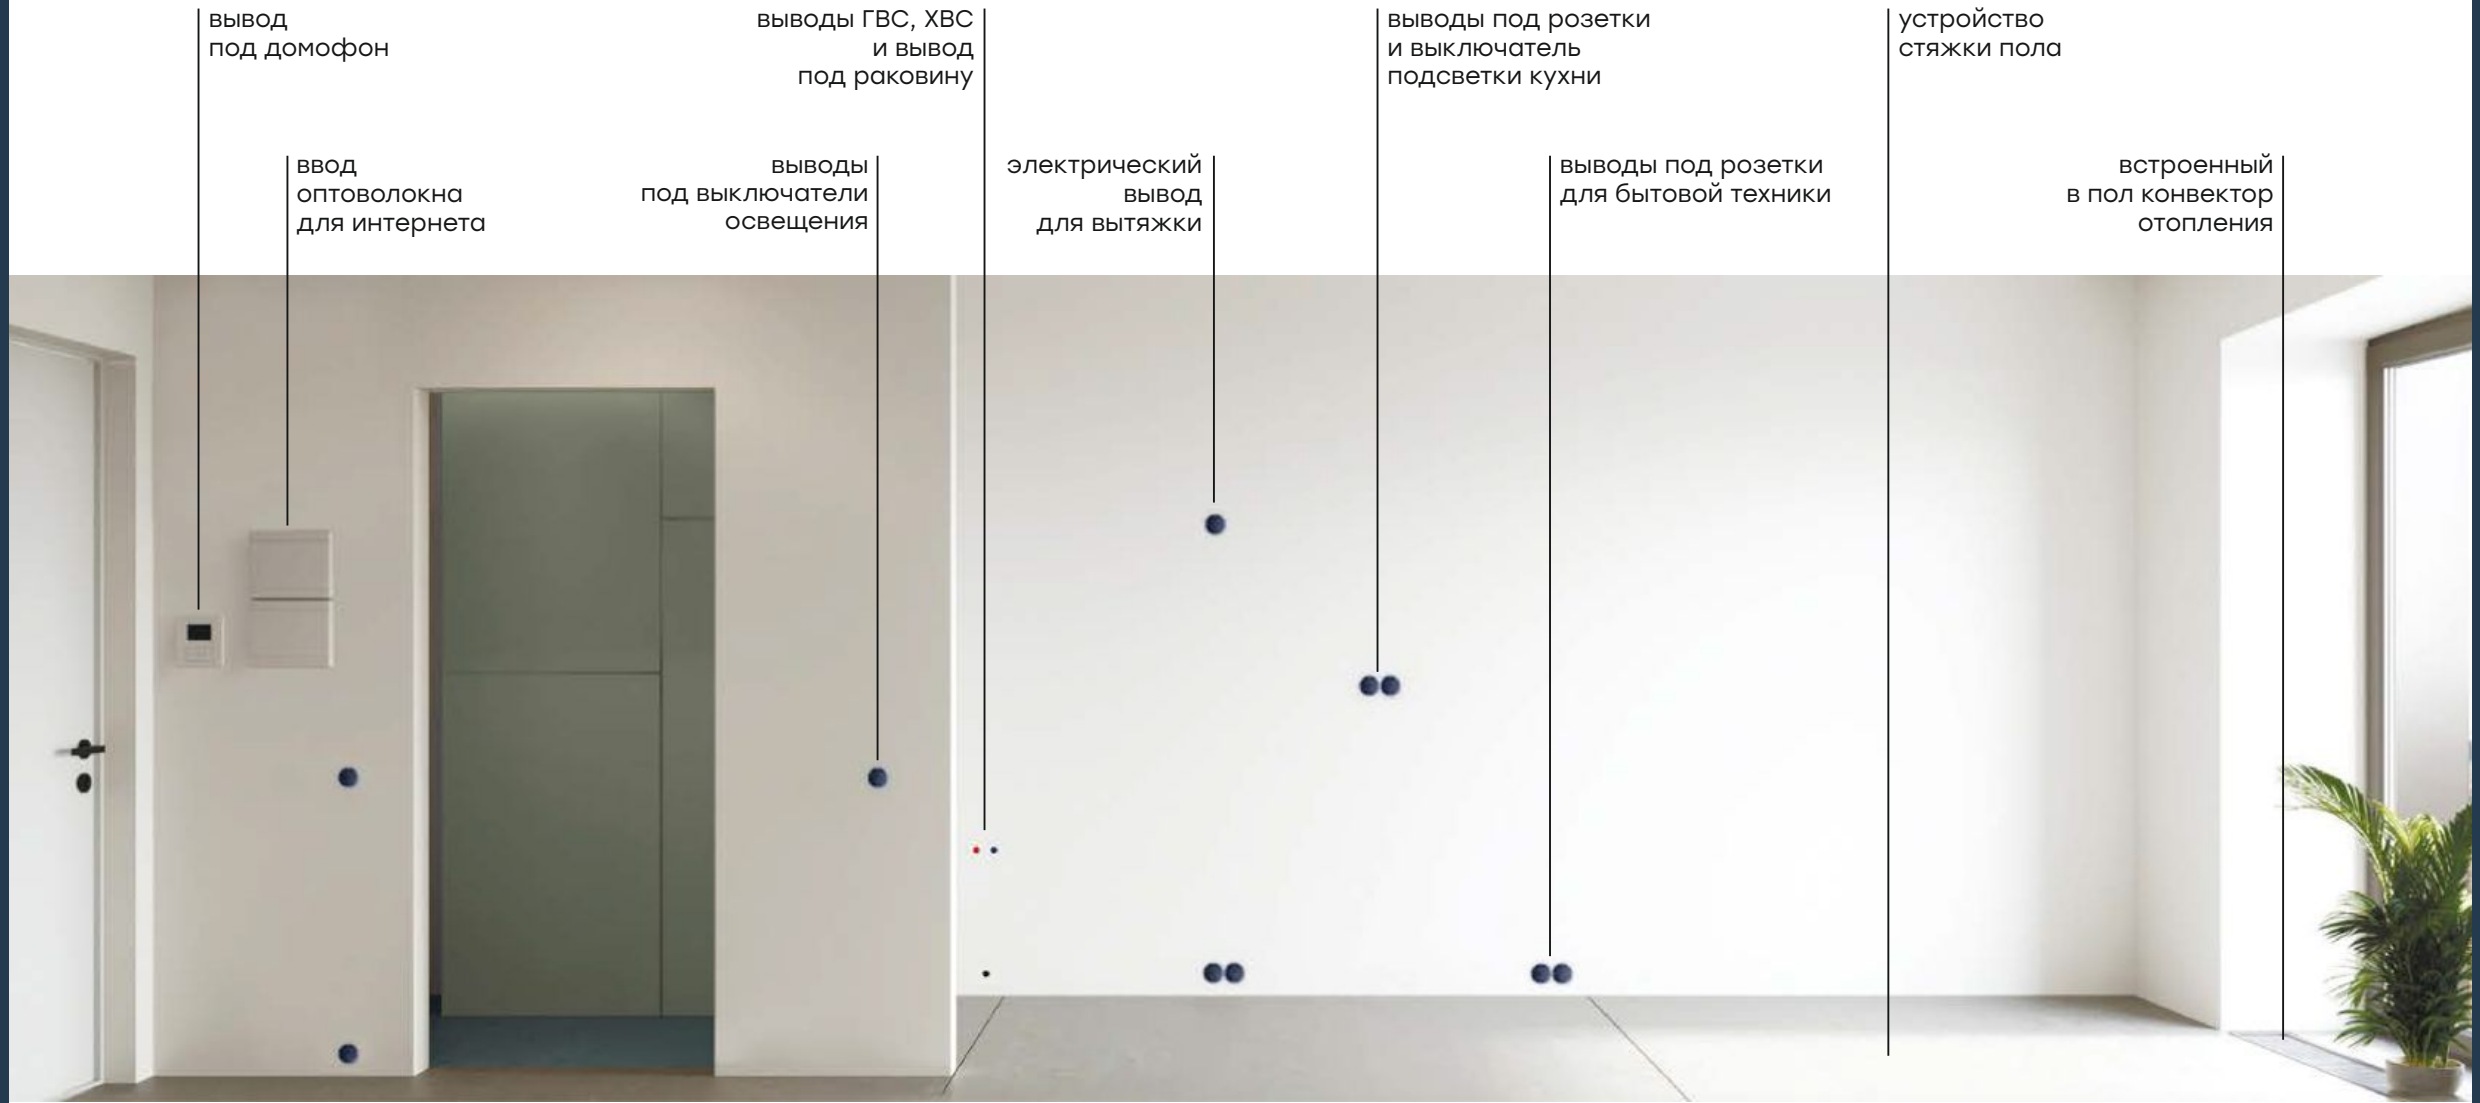 вывод
под домофон
выводы ГВС, ХВС
и вывод
под раковину
выводы под розетки
и выключатель
подсветки кухни
устройство
стяжки пола
ввод
оптоволокна
для интернета
выводы
под выключатели
освещения
электрический
вывод
для вытяжки
выводы под розетки
для бытовой техники
встроенный
в пол конвектор
отопления